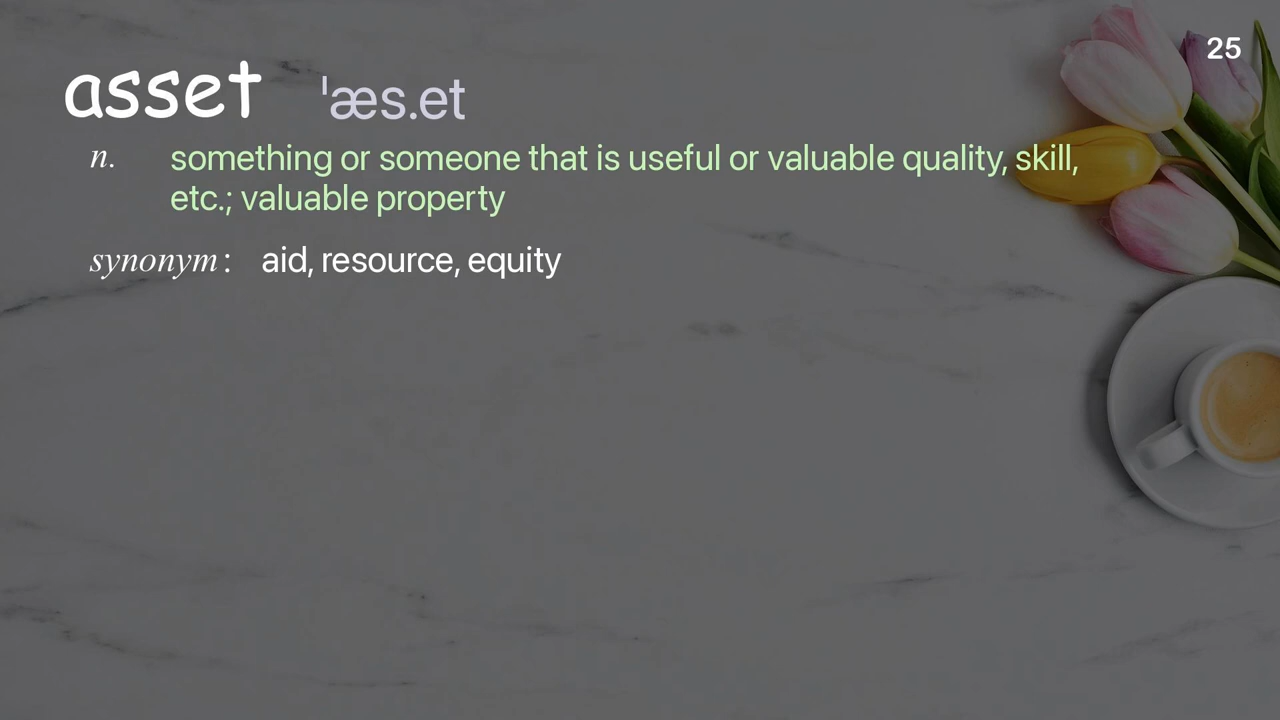 25
asset ˈæs.et
n. something or someone that is useful or valuable quality, skill,
etc.; valuable property
synonym : aid, resource, equity